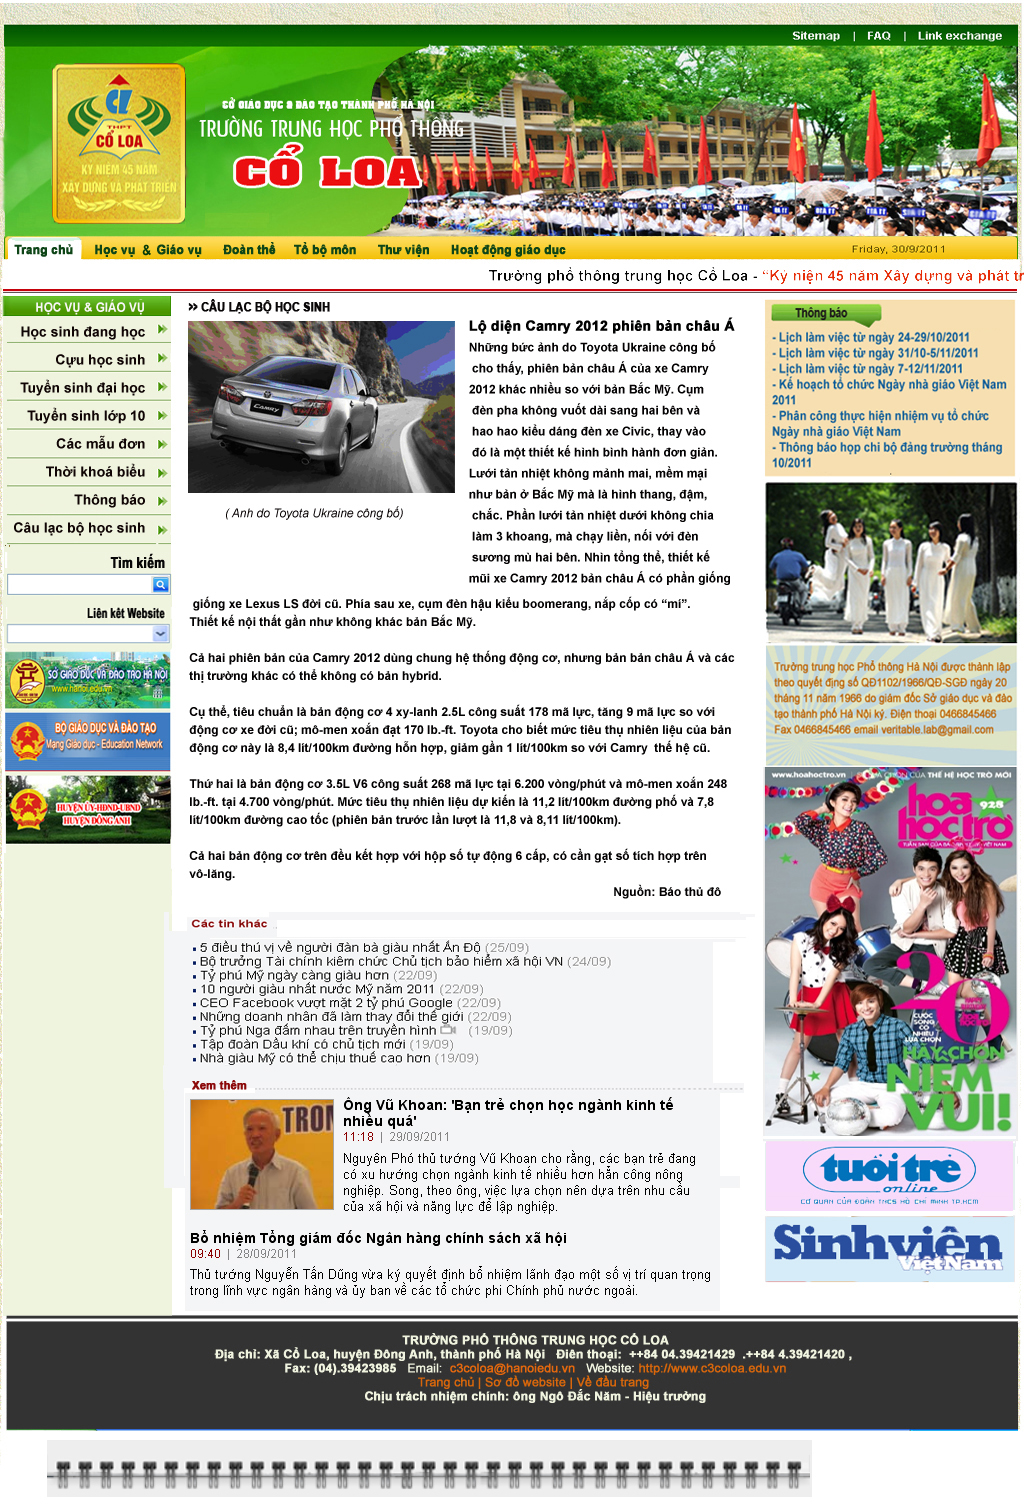 Sitemap | FAQ | Link exchange
CI
THPT
CỔ LOA
KỶ NIỆM 45 NĂM
XÂY DỰNG VÀ PHÁT TRIỂN
SỞ GIÁO DỤC & ĐÀO TẠO THÀNH PHỐ HÀ NỘI
TRƯỜNG TRUNG HỌC PHỔ THÔNG
CỔ LOA
Trang chủ Học vụ & Giáo vụ Đoàn thể Tổ bộ môn Thư viện Hoạt động giáo dục Friday, 30/9/2011
Trường phổ thông trung học Cổ Loa - “Kỷ niện 45 năm Xây dựng và phát tr
HỌC VỤ & GIÁO VỤ
Học sinh đang học
Cựu học sinh
Tuyển sinh đại học
Tuyển sinh lớp 10
Các mẫu đơn
Thời khoá biểu
Thông báo
Câu lạc bộ học sinh
Tìm kiếm
Liên kêt Website
SỞ GIÁO DỤC VÀ ĐÀO TẠO HÀ NỘI
www.hanoi.edu.vn
BỘ GIÁO DỤC VÀ ĐÀO TẠO
Mạng Giáo dục - Education Network
HUYỆN ỦY-HĐND-UBND
HUYỆN ĐÔNG ANH
» CÂU LẠC BỘ HỌC SINH
CAMRY
( Anh do Toyota Ukraine công bố)
Lộ diện Camry 2012 phiên bản châu Á
Những bức ảnh do Toyota Ukraine công bố
cho thấy, phiên bản châu Á của xe Camry
2012 khác nhiều so với bản Bắc Mỹ. Cụm
đèn pha không vuốt dài sang hai bên và
hao hao kiểu dáng đèn xe Civic, thay vào
đó là một thiết kế hình bình hành đơn giản.
Lưới tản nhiệt không mảnh mai, mềm mại
như bản ở Bắc Mỹ mà là hình thang, đậm,
chắc. Phần lưới tản nhiệt dưới không chia
làm 3 khoang, mà chạy liền, nối với đèn
sương mù hai bên. Nhìn tổng thể, thiết kế
mũi xe Camry 2012 bản châu Á có phần giống
giống xe Lexus LS đời cũ. Phía sau xe, cụm đèn hậu kiểu boomerang, nắp cốp có “mí”.
Thiết kế nội thất gần như không khác bản Bắc Mỹ.
Cả hai phiên bản của Camry 2012 dùng chung hệ thống động cơ, nhưng bản bản châu Á và các
thị trường khác có thể không có bản hybrid.
Cụ thể, tiêu chuẩn là bản động cơ 4 xy-lanh 2.5L công suất 178 mã lực, tăng 9 mã lực so với
động cơ xe đời cũ; mô-men xoắn đạt 170 lb.-ft. Toyota cho biết mức tiêu thụ nhiên liệu của bản
động cơ này là 8,4 lít/100km đường hỗn hợp, giảm gần 1 lít/100km so với Camry thế hệ cũ.
Thứ hai là bản động cơ 3.5L V6 công suất 268 mã lực tại 6.200 vòng/phút và mô-men xoắn 248
lb.-ft. tại 4.700 vòng/phút. Mức tiêu thụ nhiên liệu dự kiến là 11,2 lít/100km đường phố và 7,8
lít/100km đường cao tốc (phiên bản trước lần lượt là 11,8 và 8,11 lít/100km).
Cả hai bản động cơ trên đều kết hợp với hộp số tự động 6 cấp, có cần gạt số tích hợp trên
vô-lăng.
Nguồn: Báo thủ đô
Các tin khác
5 điều thú vị về người đàn bà giàu nhất Ấn Độ (25/09)
Bộ trưởng Tài chính kiêm chức Chủ tịch bảo hiểm xã hội VN (24/09)
Tỷ phú Mỹ ngày càng giàu hơn (22/09)
10 người giàu nhất nước Mỹ năm 2011 (22/09)
CEO Facebook vượt mặt 2 tỷ phú Google (22/09)
Những doanh nhân đã làm thay đổi thế giới (22/09)
Tỷ phú Nga đấm nhau trên truyền hình (19/09)
Tập đoàn Dầu khí có chủ tịch mới (19/09)
Nhà giàu Mỹ có thể chịu thuế cao hơn (19/09)
Xem thêm
TRON
Ông Vũ Khoan: 'Bạn trẻ chọn học ngành kinh tế
nhiều quá'
11:18 | 29/09/2011
Nguyên Phó thủ tướng Vũ Khoan cho rằng, các bạn trẻ đang
có xu hướng chọn ngành kinh tế nhiều hơn hẳn công nông
nghiệp. Song, theo ông, việc lựa chọn nên dựa trên nhu cầu
của xã hội và năng lực để lập nghiệp.
Bổ nhiệm Tổng giám đốc Ngân hàng chính sách xã hội
09:40 | 28/09/2011
Thủ tướng Nguyễn Tấn Dũng vừa ký quyết định bổ nhiệm lãnh đạo một số vị trí quan trọng
trong lĩnh vực ngân hàng và ủy ban về các tổ chức phi Chính phủ nước ngoài.
Thông báo
- Lịch làm việc từ ngày 24-29/10/2011
- Lịch làm việc từ ngày 31/10-5/11/2011
- Lịch làm việc từ ngày 7-12/11/2011
- Kế hoạch tổ chức Ngày nhà giáo Việt Nam
2011
- Phân công thực hiện nhiệm vụ tổ chức
Ngày nhà giáo Việt Nam
- Thông báo họp chi bộ đảng trường tháng
10/2011
Trường trung học Phổ thông Hà Nội được thành lập
theo quyết địng số QĐ1102/1966/QĐ-SGĐ ngày 20
tháng 11 năm 1966 do giám đốc Sở giáo dục và đào
tạo thành phố Hà Nội ký. Điện thoại 0466845466
Fax 0466845466 email veritable.lab@gmail.com
www.hoahoctro.vn LỰA CHỌN CỦA THẾ HỆ HỌC TRÒ MỚI
hoa
học trò
928
20
CUỘC
SỐNG CÓ
NHIỀU
LỰA CHỌN
HÃY CHỌN
NIỀM
VUI!
tuổi trẻ
online
CƠ QUAN CỦA ĐOÀN TNCS HỒ CHÍ MINH TP.HCM
Sinh viên
Việt Nam
TRƯỜNG PHỔ THÔNG TRUNG HỌC CỔ LOA
Địa chỉ: Xã Cổ Loa, huyện Đông Anh, thành phố Hà Nội Điên thoại: ++84 04.39421429 .++84 4.39421420 ,
Fax: (04).39423985 Email: c3coloa@hanoiedu.vn Website: http://www.c3coloa.edu.vn
Trang chủ | Sơ đồ website | Về đầu trang
Chịu trách nhiệm chính: ông Ngô Đắc Năm - Hiệu trưởng